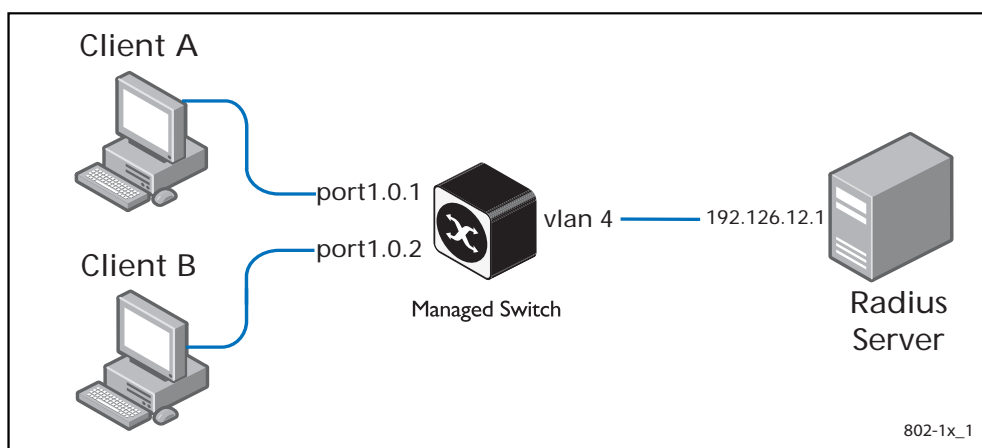 Client A
port1.0.1
vlan 4
192.126.12.1
port1.0.2
Client B
Managed Switch
Radius
Server
802-1x_1